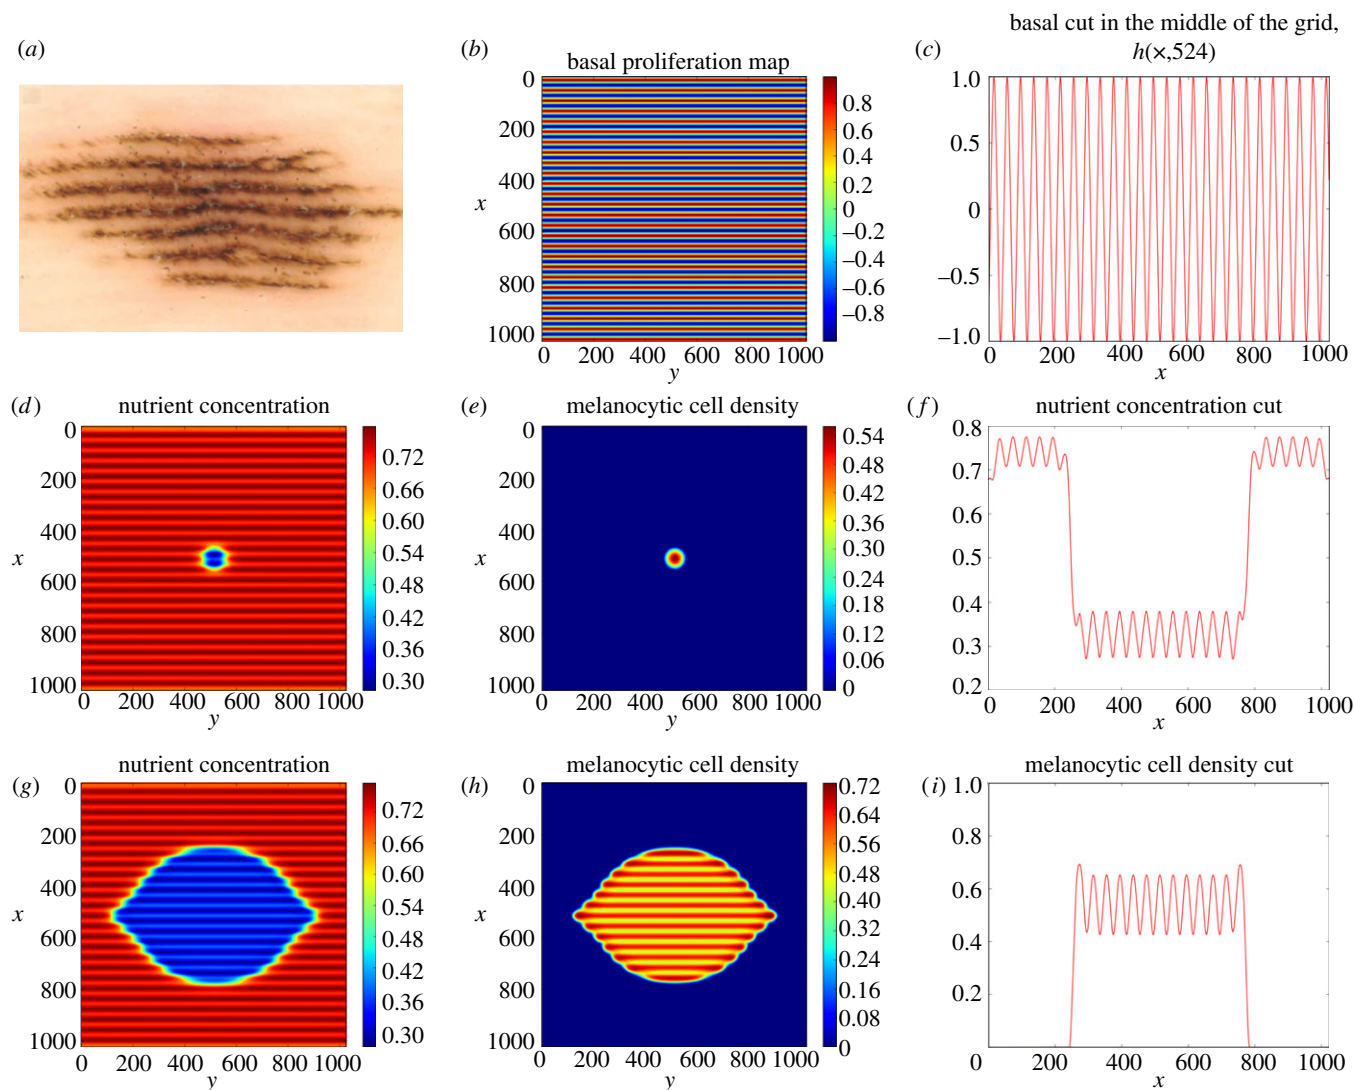 (a)
(b)
basal proliferation map
0
200
400
x
600
800
1000
0 200 400 600 800 1000
y
0.8
0.6
0.4
0.2
0
–0.2
–0.4
–0.6
–0.8
(c)
basal cut in the middle of the grid,
h(×,524)
1.0
0.5
0
–0.5
–1.0
0 200 400 600 800 1000
x
(d)
nutrient concentration
0
200
400
x
600
800
1000
0 200 400 600 800 1000
y
0.72
0.66
0.60
0.54
0.48
0.42
0.36
0.30
(e)
melanocytic cell density
0
200
400
x
600
800
1000
0 200 400 600 800 1000
y
0.54
0.48
0.42
0.36
0.30
0.24
0.18
0.12
0.06
0
(f)
nutrient concentration cut
0.8
0.7
0.6
0.5
0.4
0.3
0.2
0 200 400 600 800 1000
x
(g)
nutrient concentration
0
200
400
x
600
800
1000
0 200 400 600 800 1000
y
0.72
0.66
0.60
0.54
0.48
0.42
0.36
0.30
(h)
melanocytic cell density
0
200
400
x
600
800
1000
0 200 400 600 800 1000
y
0.72
0.64
0.56
0.48
0.40
0.32
0.24
0.16
0.08
0
(i)
melanocytic cell density cut
1.0
0.8
0.6
0.4
0.2
0 200 400 600 800 1000
x